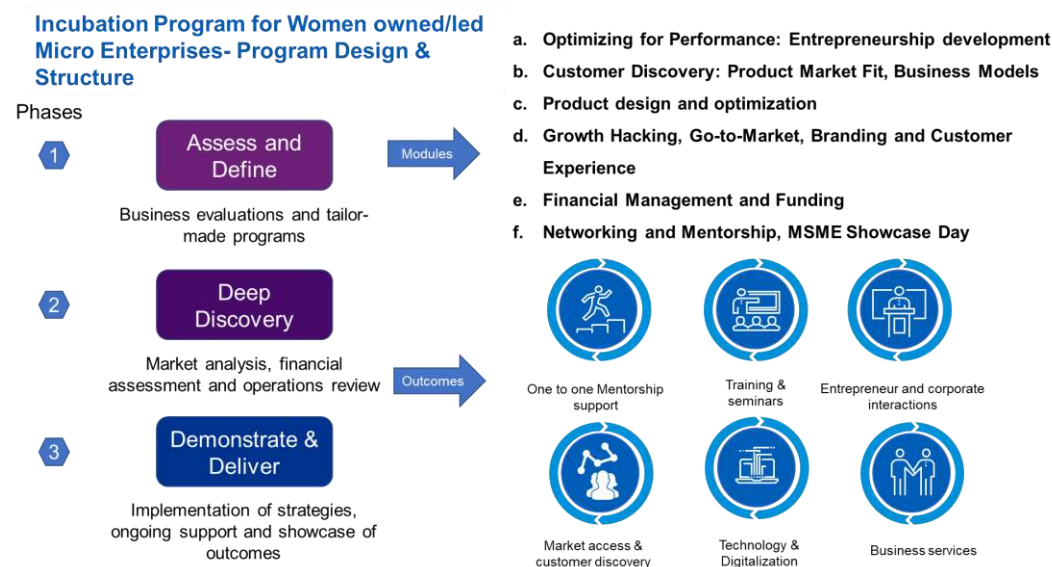 Incubation Program for Women owned/led
Micro Enterprises- Program Design &
Structure
Phases
1
Assess and
Define
Business evaluations and tailor-
made programs
2
Deep
Discovery
Market analysis, financial
assessment and operations review
3
Demonstrate &
Deliver
Implementation of strategies,
ongoing support and showcase of
outcomes
Modules
a. Optimizing for Performance: Entrepreneurship development
b. Customer Discovery: Product Market Fit, Business Models
c. Product design and optimization
d. Growth Hacking, Go-to-Market, Branding and Customer
Experience
e. Financial Management and Funding
f. Networking and Mentorship, MSME Showcase Day
Outcomes
One to one Mentorship
support
Training &
seminars
Entrepreneur and corporate
interactions
Market access &
customer discovery
Technology &
Digitalization
Business services